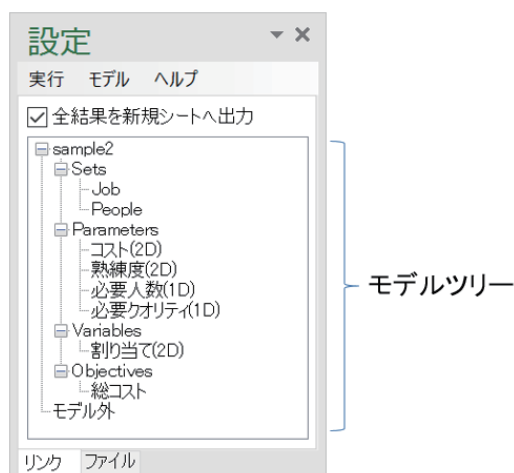 設定
実行 モデル ヘルプ
全結果を新規シートへ出力
sample2
Sets
Job
People
Parameters
コスト(2D)
熟練度(2D)
必要人数(1D)
必要クオリティ(1D)
Variables
割り当て(2D)
Objectives
総コスト
モデル外
モデルツリー
リンク ファイル